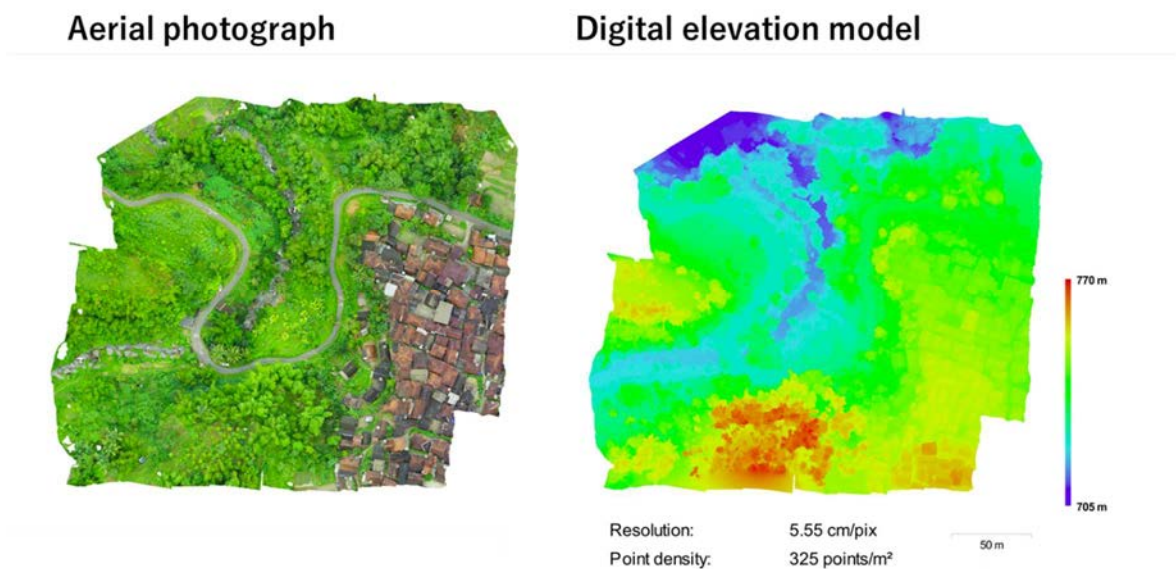 Aerial photograph
Digital elevation model
770 m
705 m
Resolution: 5.55 cm/pix
Point density: 325 points/m²
50 m